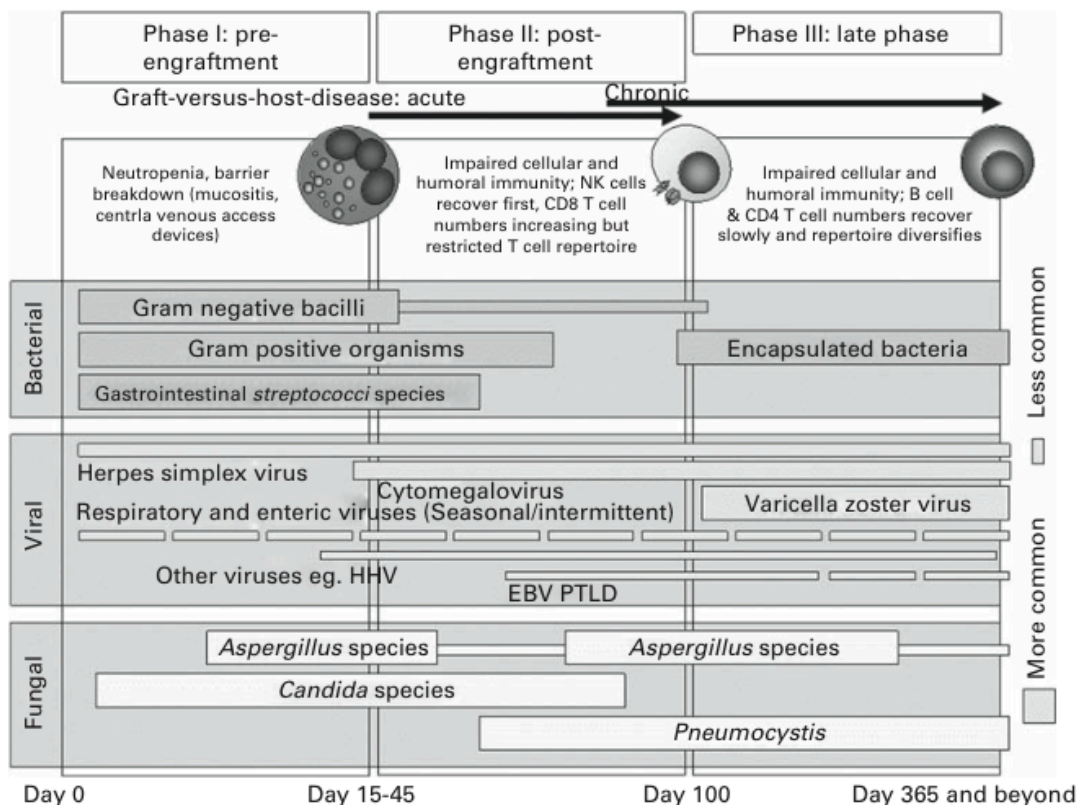 Phase I: pre-
engraftment
Phase II: post-
engraftment
Phase III: late phase
Graft-versus-host-disease: acute
Chronic
Neutropenia, barrier
breakdown (mucositis,
centrla venous access
devices)
Impaired cellular and
humoral immunity; NK cells
recover first, CD8 T cell
numbers increasing but
restricted T cell repertoire
Impaired cellular and
humoral immunity; B cell
& CD4 T cell numbers recover
slowly and repertoire diversifies
Bacterial
Gram negative bacilli
Gram positive organisms
Encapsulated bacteria
Gastrointestinal streptococci species
Less common
Viral
Herpes simplex virus
Cytomegalovirus
Varicella zoster virus
Respiratory and enteric viruses (Seasonal/intermittent)
Other viruses eg. HHV
EBV PTLD
More common
Fungal
Aspergillus species
Aspergillus species
Candida species
Pneumocystis
Day 0
Day 15-45
Day 100
Day 365 and beyond